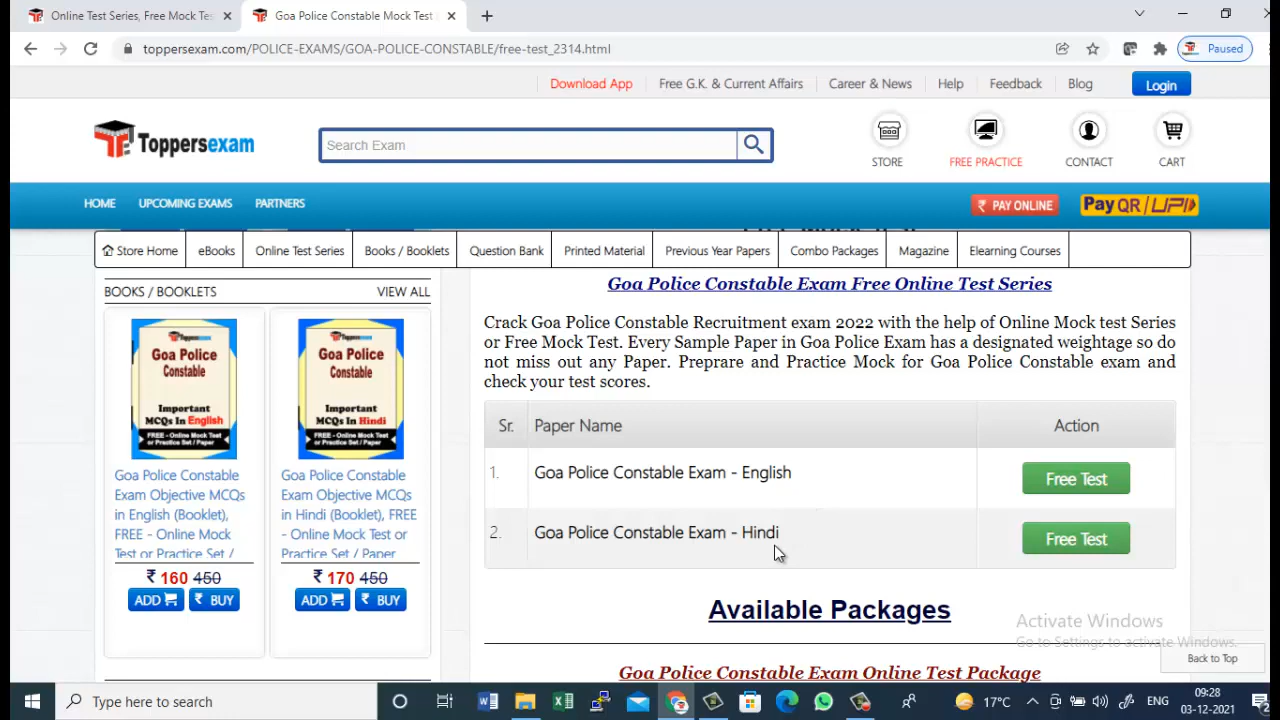 Online Test Series, Free Mock Te
Goa Police Constable Mock Test
toppersexam.com/POLICE-EXAMS/GOA-POLICE-CONSTABLE/free-test_2314.html
Paused
Download App
Free G.K. & Current Affairs
Career & News
Help
Feedback
Blog
Login
Toppersexam
Search Exam
STORE
FREE PRACTICE
CONTACT
CART
HOME
UPCOMING EXAMS
PARTNERS
₹ PAY ONLINE
Pay QR / UPI
Store Home
eBooks
Online Test Series
Books / Booklets
Question Bank
Printed Material
Previous Year Papers
Combo Packages
Magazine
Elearning Courses
BOOKS / BOOKLETS
VIEW ALL
Goa Police
Constable
Important
MCQs In English
FREE - Online Mock Test
or Practice Set / Paper
Goa Police Constable
Exam Objective MCQs
in English (Booklet),
FREE - Online Mock
Test or Practice Set /
₹ 160 450
ADD
₹ BUY
Goa Police
Constable
Important
MCQs In Hindi
FREE - Online Mock Test
or Practice Set / Paper
Goa Police Constable
Exam Objective MCQs
in Hindi (Booklet), FREE
- Online Mock Test or
Practice Set / Paper
₹ 170 450
ADD
₹ BUY
Goa Police Constable Exam Free Online Test Series
Crack Goa Police Constable Recruitment exam 2022 with the help of Online Mock test Series
or Free Mock Test. Every Sample Paper in Goa Police Exam has a designated weightage so do
not miss out any Paper. Preprare and Practice Mock for Goa Police Constable exam and
check your test scores.
Sr.
Paper Name
Action
1.
Goa Police Constable Exam - English
Free Test
2.
Goa Police Constable Exam - Hindi
Free Test
Available Packages
Goa Police Constable Exam Online Test Package
Activate Windows
Go to Settings to activate Windows.
Back to Top
Type here to search
17°C
ENG
09:28
03-12-2021
2